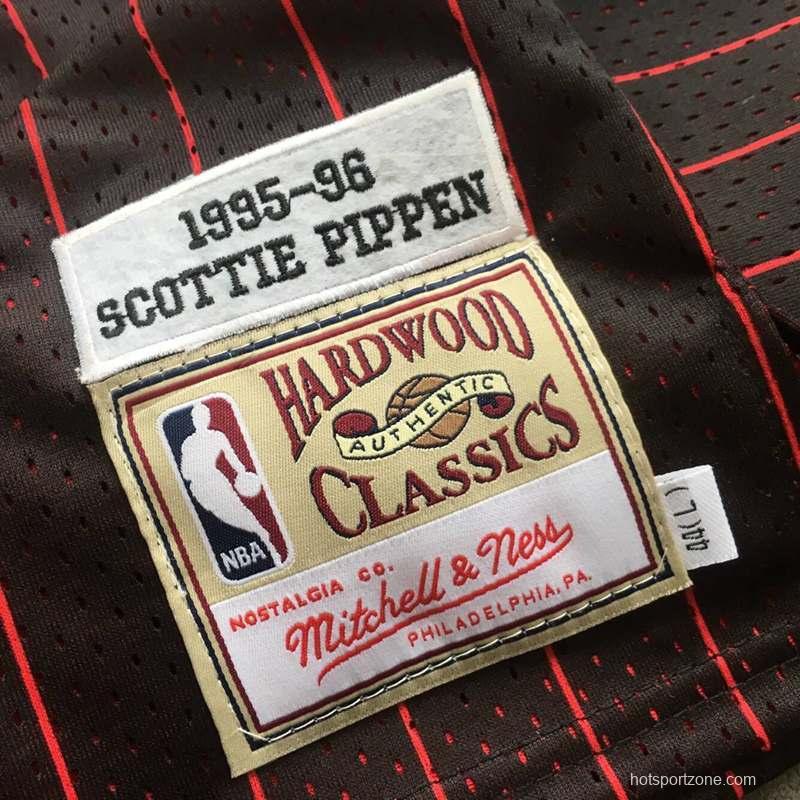 1995-96
SCOTTIE PIPPEN
HARDWOOD
AUTHENTIC
CLASSICS
NBA
NOSTALGIA CO.
Mitchell & Ness
PHILADELPHIA, PA.
44(L)
hotsportzone.com